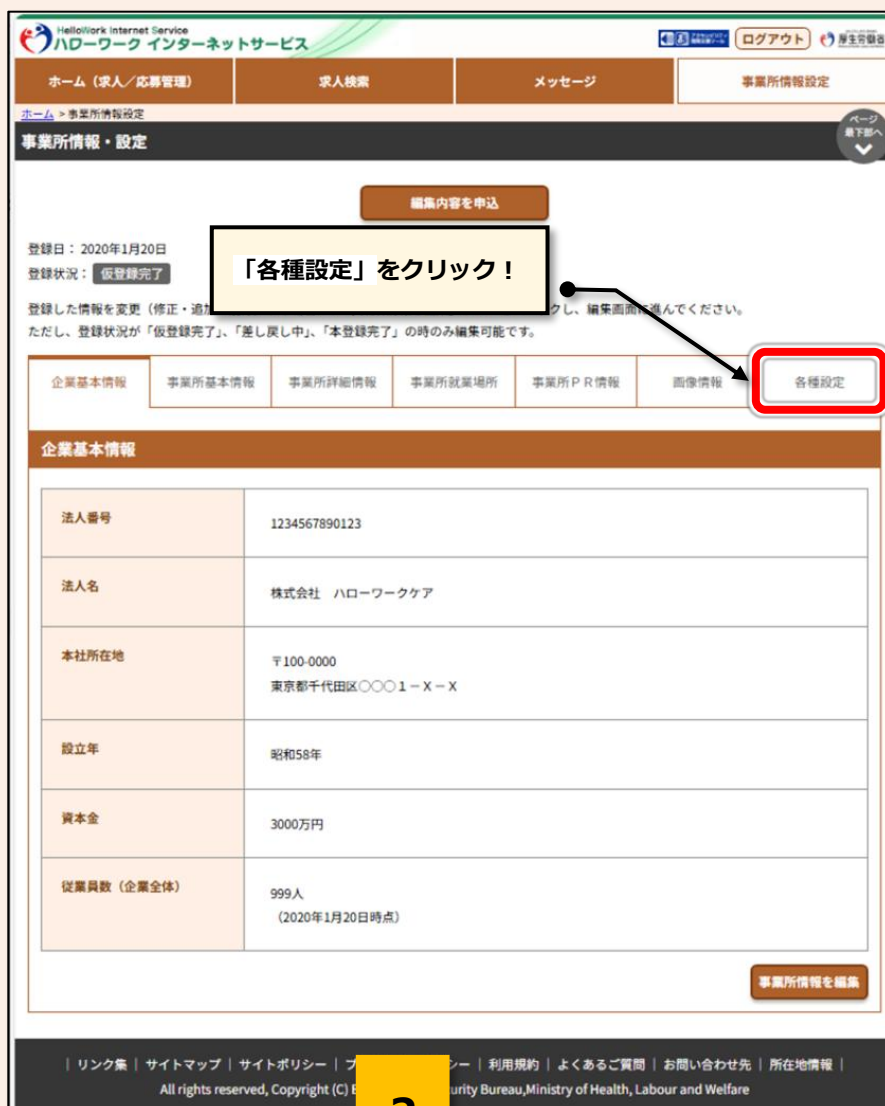 HelloWork Internet Service
ハローワーク インターネットサービス
ログアウト
ホーム（求人／応募管理） 求人検索 メッセージ 事業所情報設定
ホーム > 事業所情報設定
ページ
最下部へ
事業所情報・設定
編集内容を申込
登録日： 2020年1月20日
登録状況： 仮登録完了
「各種設定」をクリック！
登録した情報を変更（修正・追加
クし、編集画面に進んでください。
ただし、登録状況が「仮登録完了」、「差し戻し中」、「本登録完了」の時のみ編集可能です。
企業基本情報 事業所基本情報 事業所詳細情報 事業所就業場所 事業所ＰＲ情報 画像情報 各種設定
企業基本情報
法人番号 1234567890123
法人名 株式会社　ハローワークケア
本社所在地 〒100-0000
東京都千代田区○○○１－Ｘ－Ｘ
設立年 昭和58年
資本金 3000万円
従業員数（企業全体） 999人
（2020年1月20日時点）
事業所情報を編集
｜ リンク集 ｜ サイトマップ ｜ サイトポリシー ｜ シー ｜ 利用規約 ｜ よくあるご質問 ｜ お問い合わせ先 ｜ 所在地情報 ｜
All rights reserved, Copyright (C) urity Bureau,Ministry of Health, Labour and Welfare